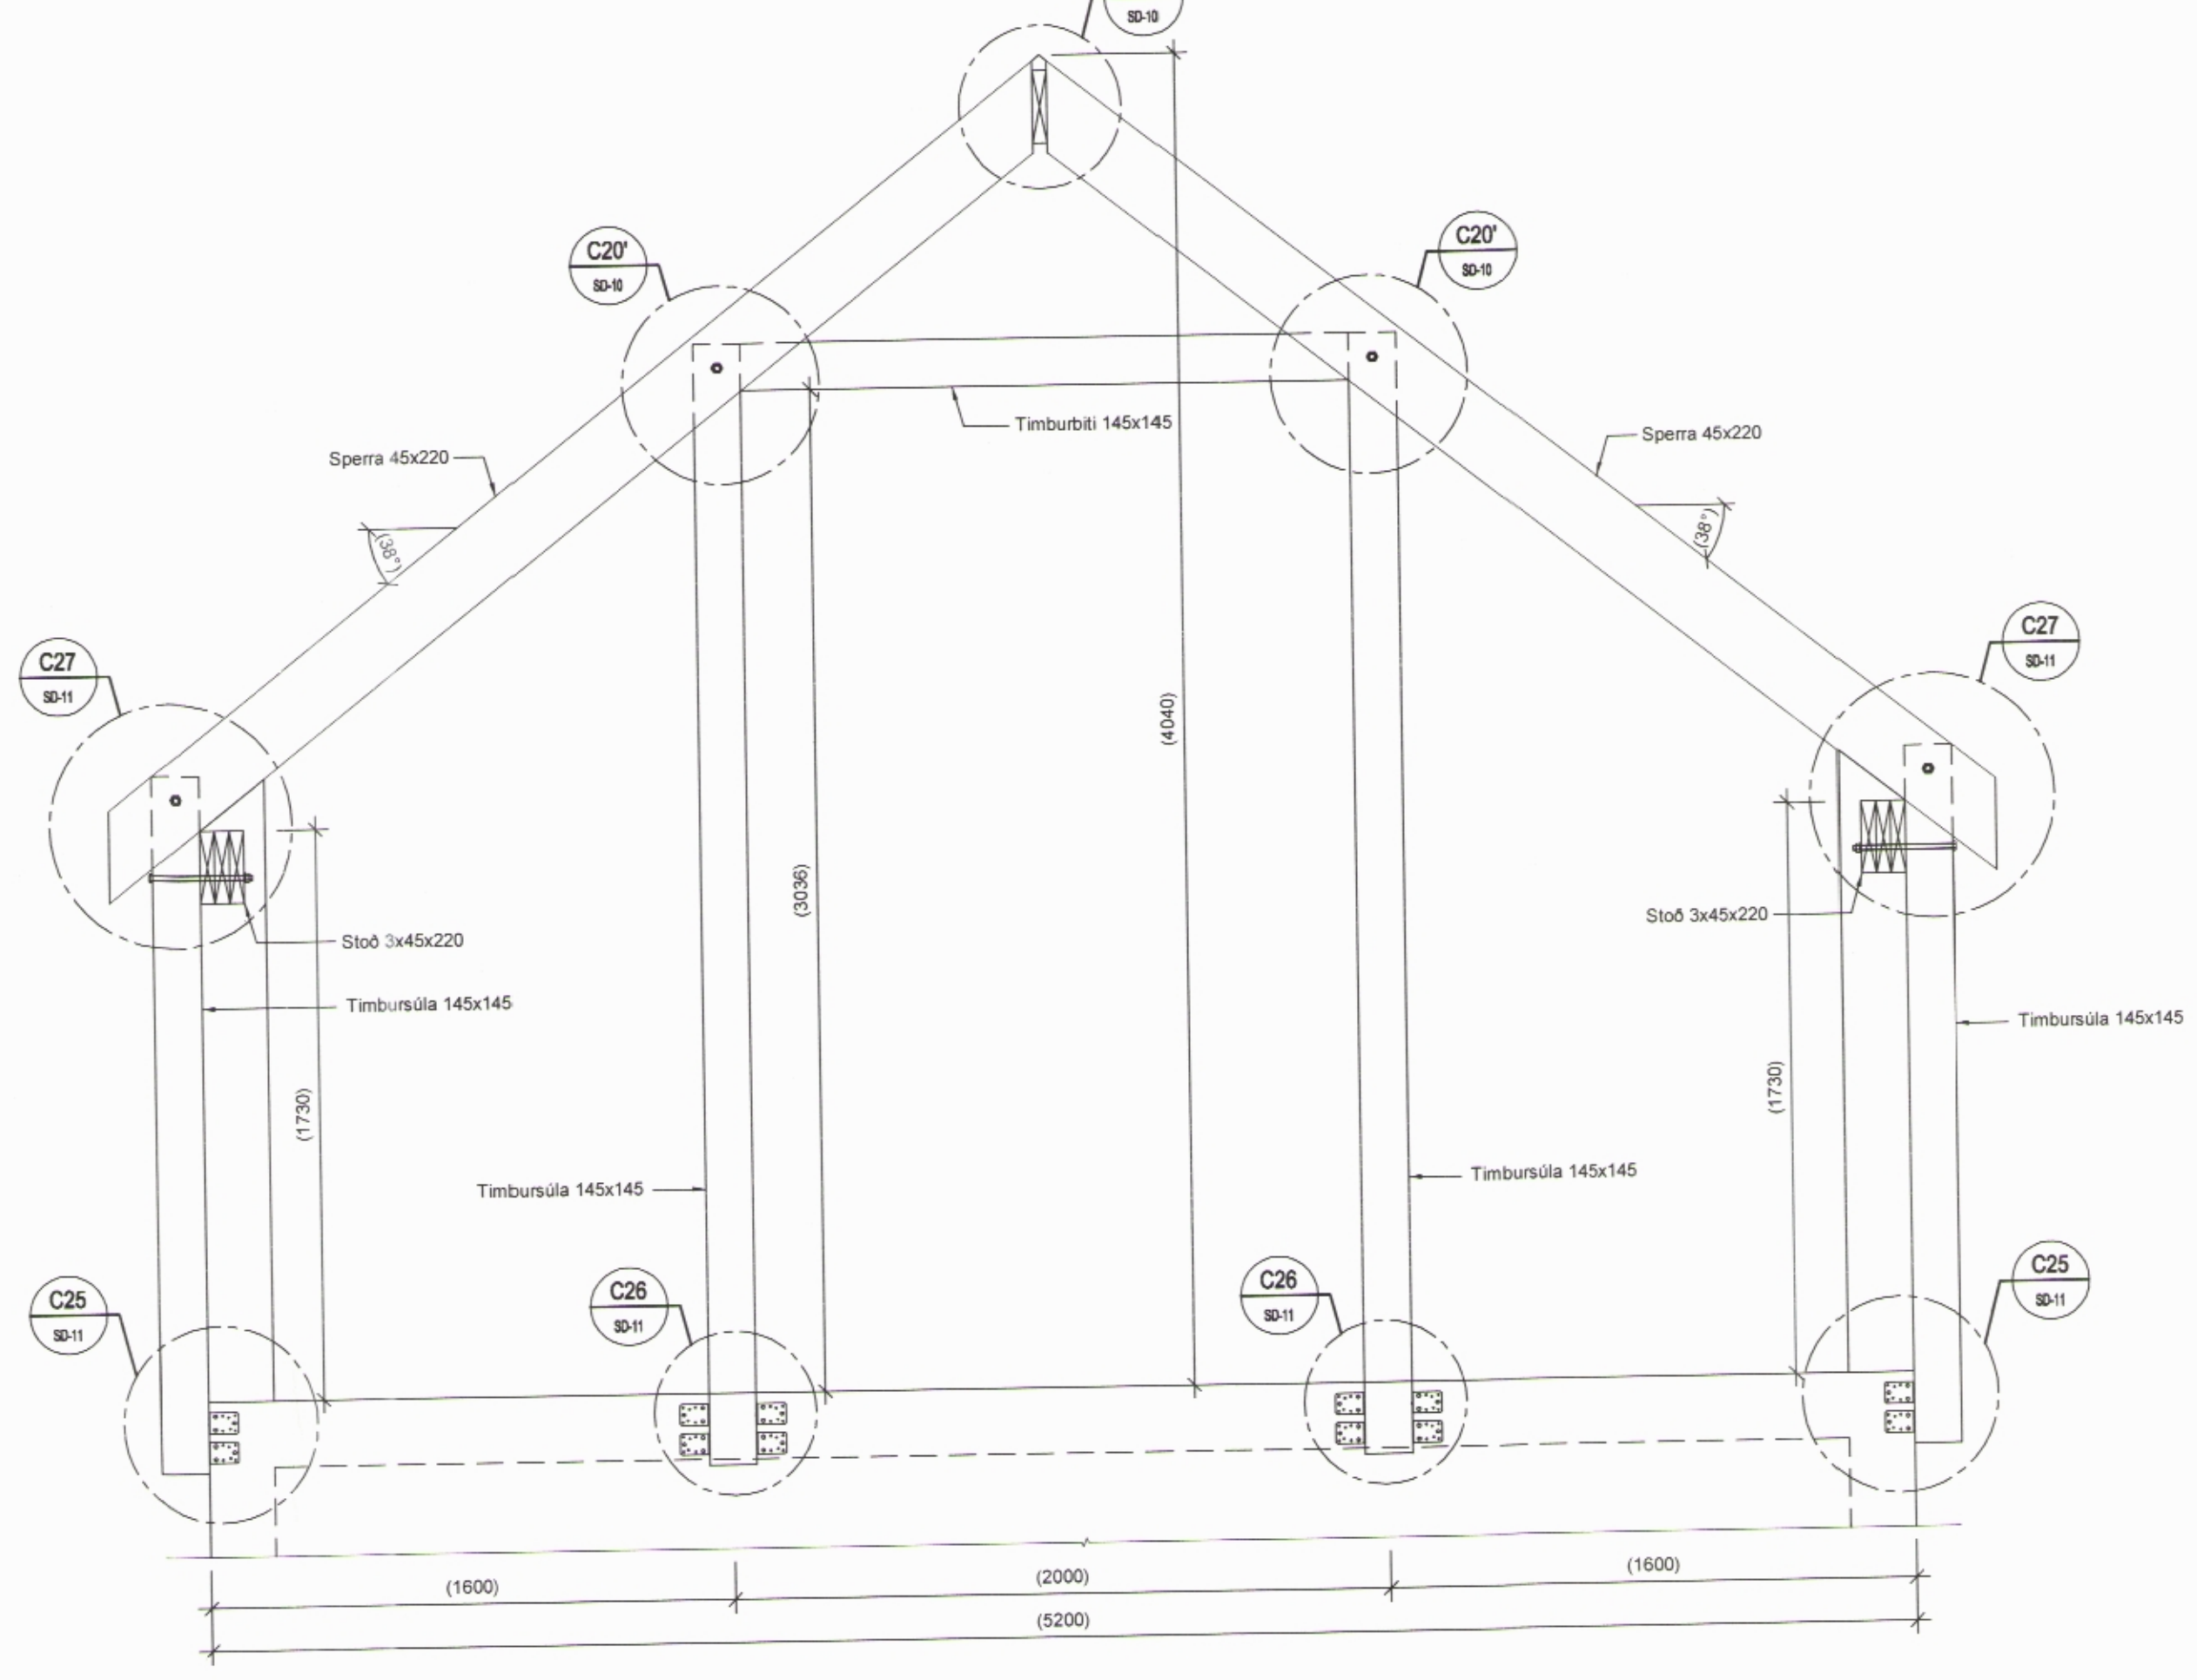 SD-10
C20'
SD-10
C20'
SD-10
Timburbiti 145x145
Sperra 45x220
Sperra 45x220
(38°)
(38°)
C27
SD-11
C27
SD-11
(4040)
(3036)
Stoð 3x45x220
Stoð 3x45x220
Timbursúla 145x145
Timbursúla 145x145
(1730)
(1730)
Timbursúla 145x145
Timbursúla 145x145
C25
SD-11
C26
SD-11
C26
SD-11
C25
SD-11
(1600)
(2000)
(1600)
(5200)